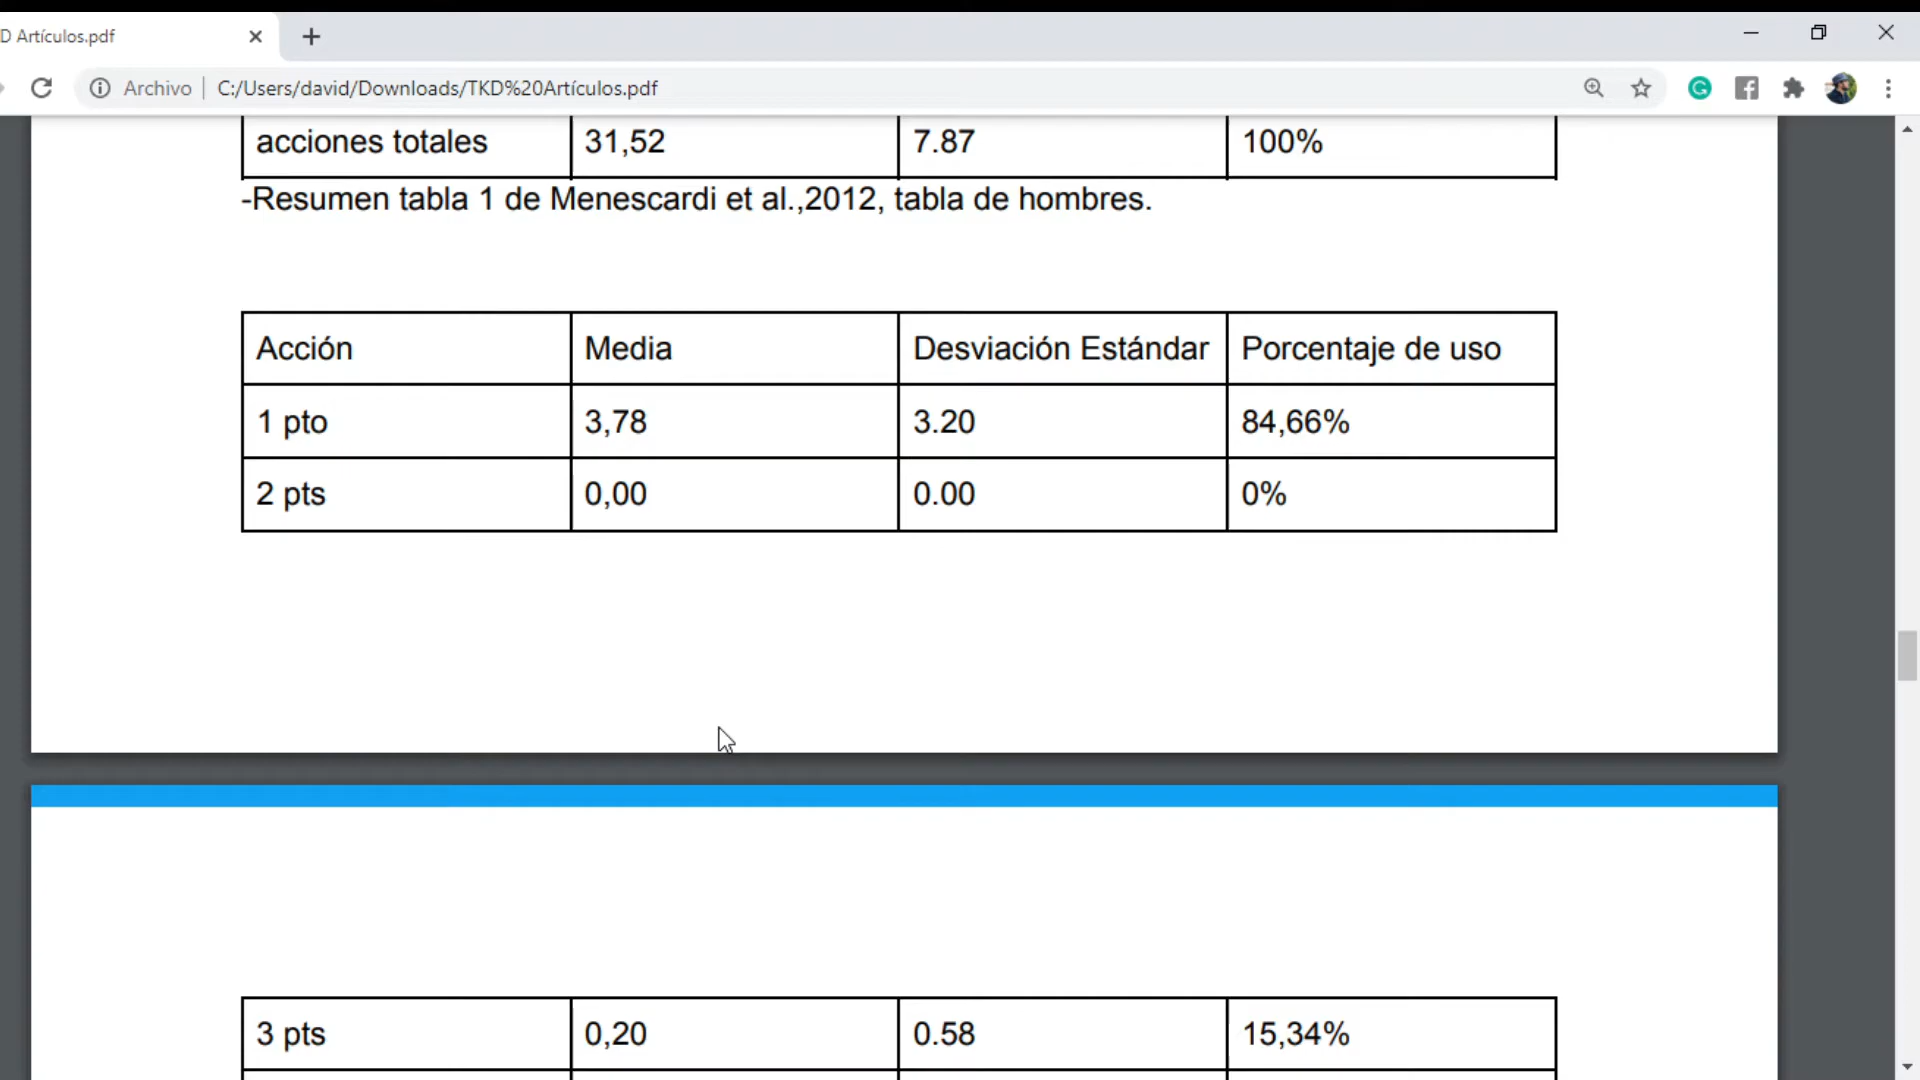 D Artículos.pdf
Archivo C:/Users/david/Downloads/TKD%20Artículos.pdf
acciones totales 31,52 7.87 100%
-Resumen tabla 1 de Menescardi et al.,2012, tabla de hombres.
Acción Media Desviación Estándar Porcentaje de uso
1 pto 3,78 3.20 84,66%
2 pts 0,00 0.00 0%
3 pts 0,20 0.58 15,34%